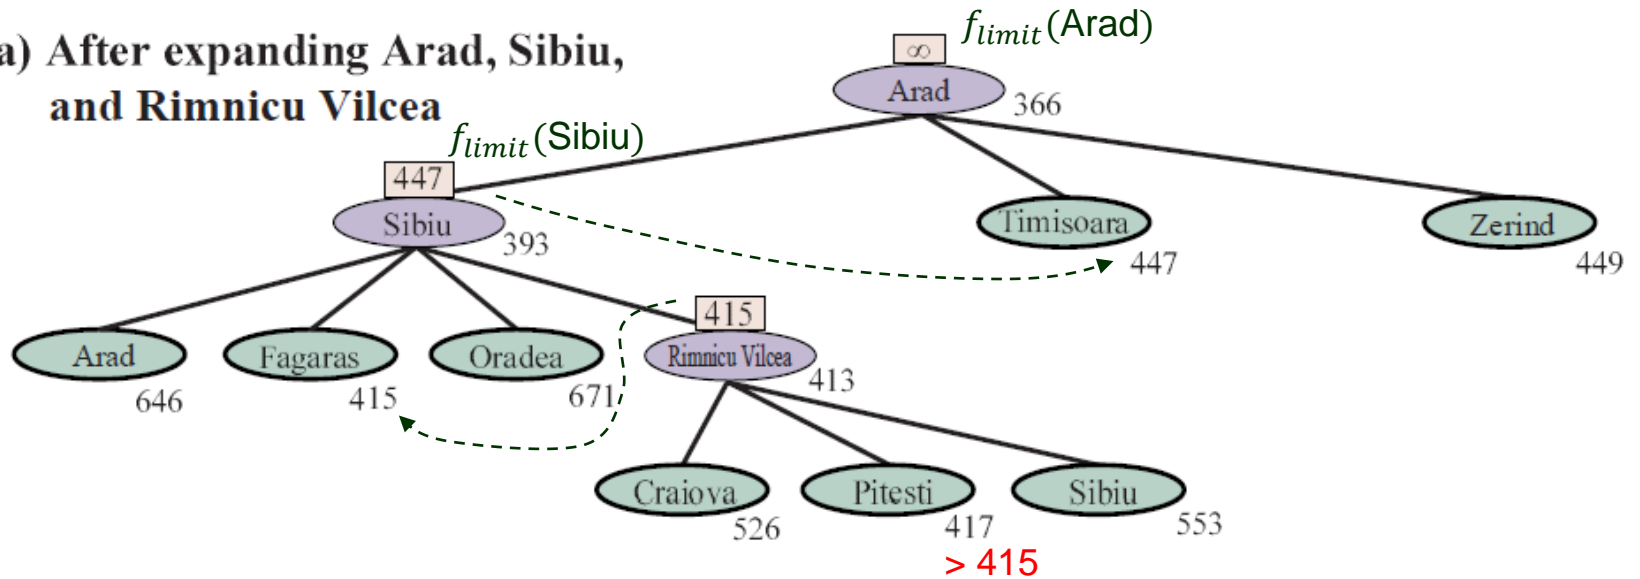 a) After expanding Arad, Sibiu,
and Rimnicu Vilcea
f_limit(Arad)
∞
Arad
366
f_limit(Sibiu)
447
Sibiu
393
Timisoara
447
Zerind
449
Arad
646
Fagaras
415
Oradea
671
415
Rimnicu Vilcea
413
Craiova
526
Pitesti
417
> 415
Sibiu
553